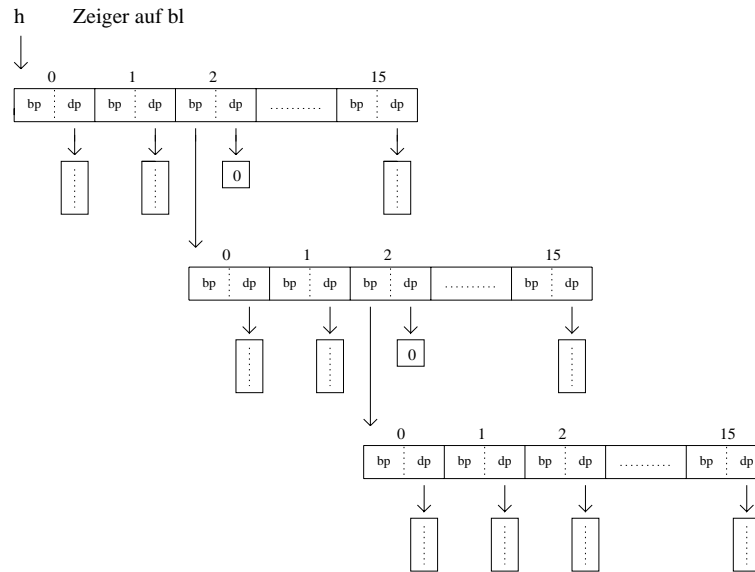 h Zeiger auf bl
0 1 2 15
bp dp bp dp bp dp .......... bp dp
0
0 1 2 15
bp dp bp dp bp dp .......... bp dp
0
0 1 2 15
bp dp bp dp bp dp .......... bp dp